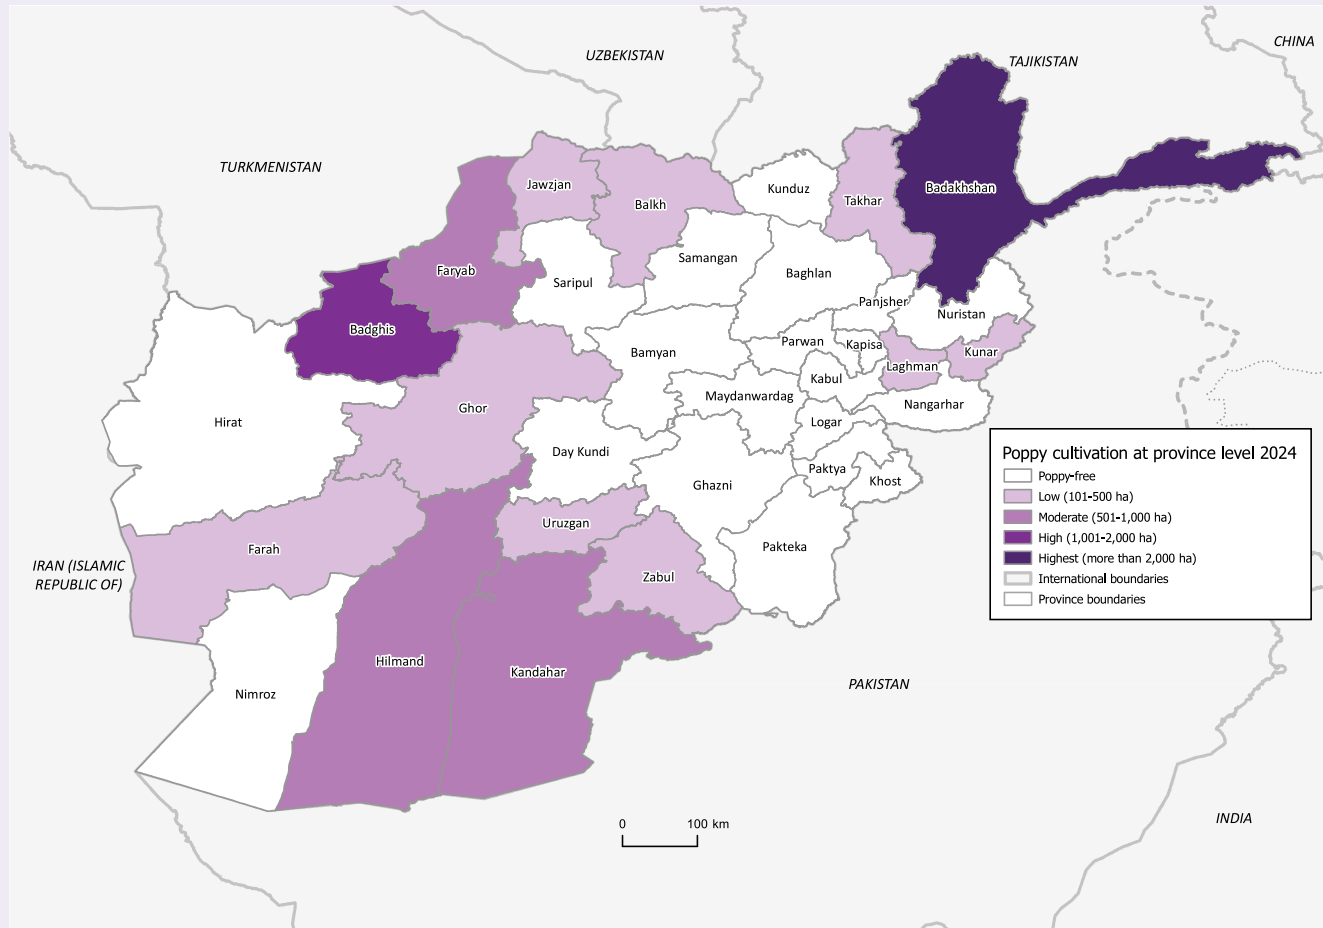 CHINA
UZBEKISTAN
TAJIKISTAN
TURKMENISTAN
Jawzjan
Balkh
Kunduz
Takhar
Badakhshan
Faryab
Saripul
Samangan
Baghlan
Panjsher
Nuristan
Badghis
Bamyan
Parwan
Kapisa
Kunar
Laghman
Kabul
Hirat
Ghor
Maydanwardag
Nangarhar
Logar
Day Kundi
Ghazni
Paktya
Khost
Uruzgan
Farah
Pakteka
Zabul
IRAN (ISLAMIC
REPUBLIC OF)
Hilmand
Kandahar
Nimroz
PAKISTAN
INDIA
Poppy cultivation at province level 2024
Poppy-free
Low (101-500 ha)
Moderate (501-1,000 ha)
High (1,001-2,000 ha)
Highest (more than 2,000 ha)
International boundaries
Province boundaries
0 100 km